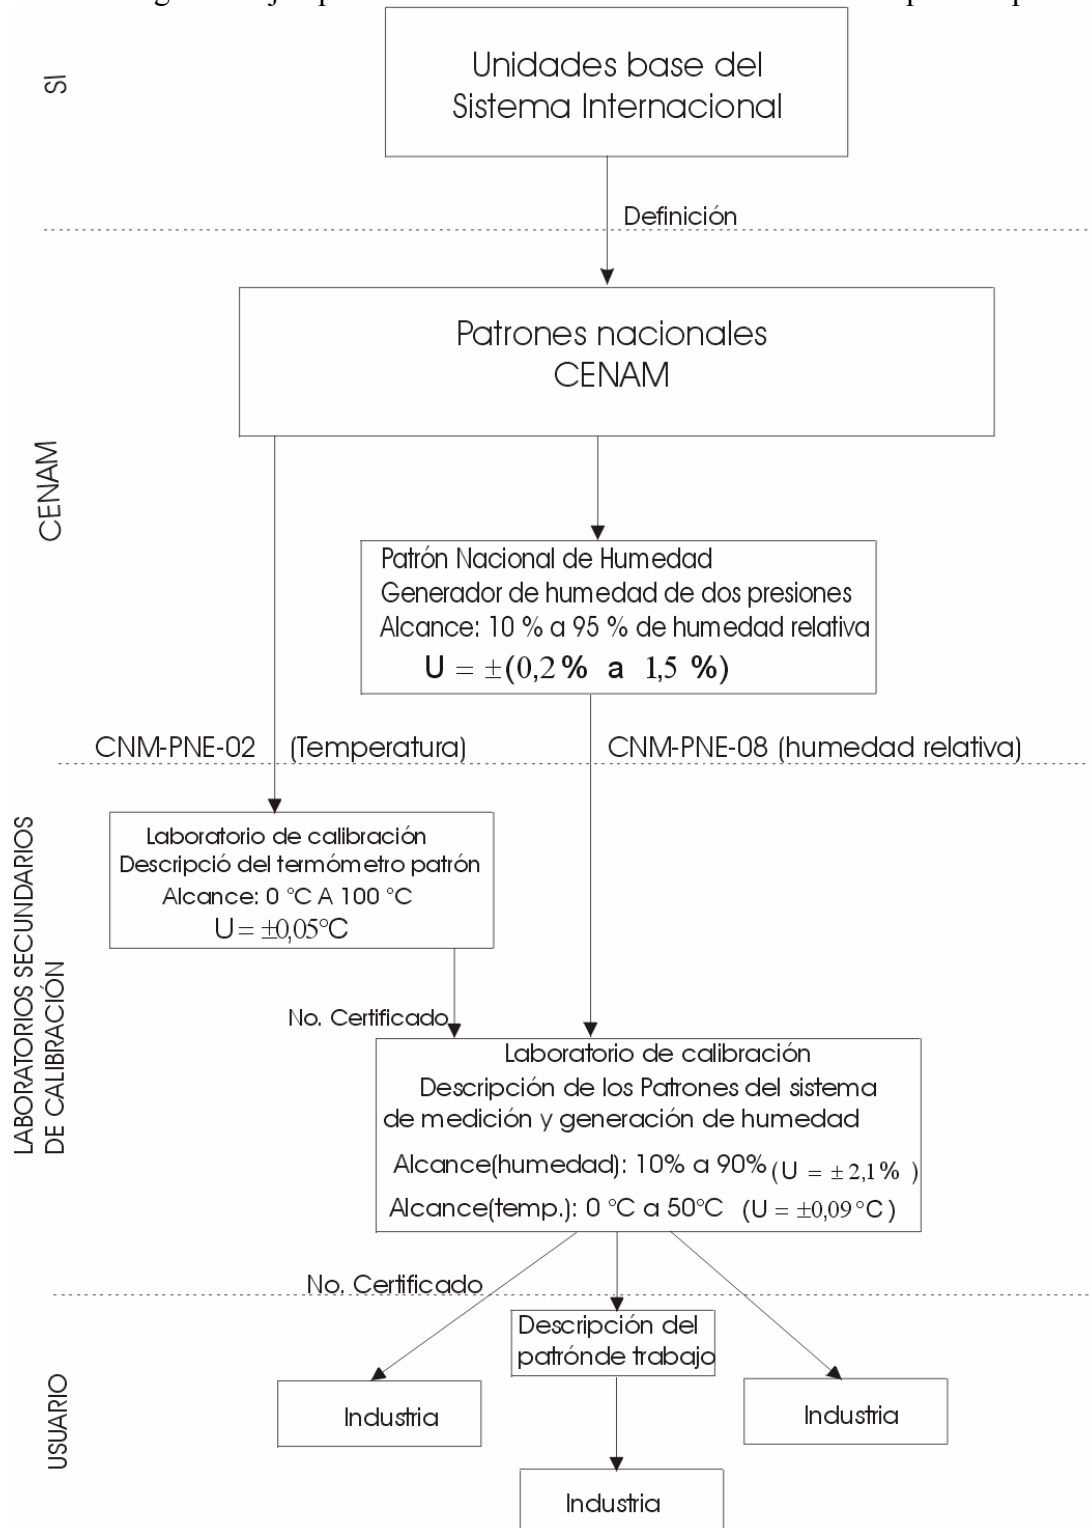 SI
Unidades base del
Sistema Internacional
Definición
CENAM
Patrones nacionales
CENAM
Patrón Nacional de Humedad
Generador de humedad de dos presiones
Alcance: 10 % a 95 % de humedad relativa
U = ±(0,2 % a 1,5 %)
CNM-PNE-02 (Temperatura)
CNM-PNE-08 (humedad relativa)
LABORATORIOS SECUNDARIOS
DE CALIBRACIÓN
Laboratorio de calibración
Descripció del termómetro patrón
Alcance: 0 °C A 100 °C
U = ±0,05°C
No. Certificado
Laboratorio de calibración
Descripción de los Patrones del sistema
de medición y generación de humedad
Alcance(humedad): 10% a 90% (U = ± 2,1% )
Alcance(temp.): 0 °C a 50°C (U = ±0,09 °C)
No. Certificado
USUARIO
Descripción del
patrónde trabajo
Industria
Industria
Industria